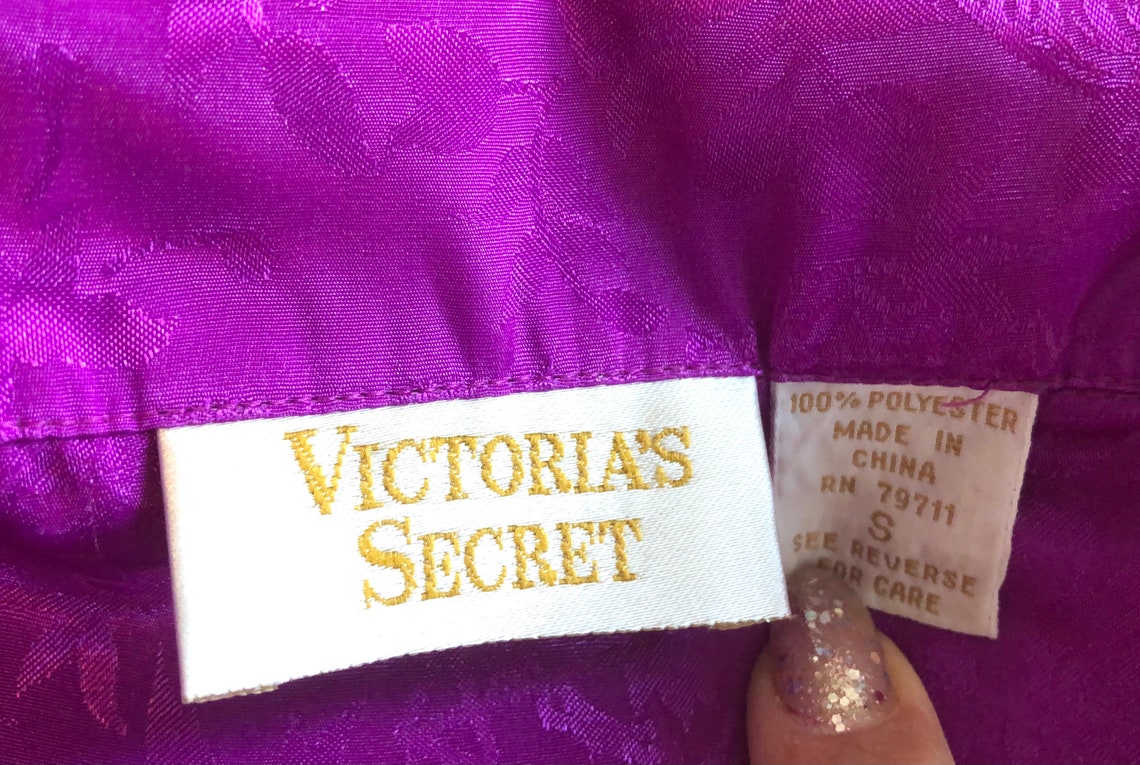 VICTORIA'S
SECRET
100% POLYESTER
MADE IN
CHINA
RN 79711
S
SEE REVERSE
FOR CARE